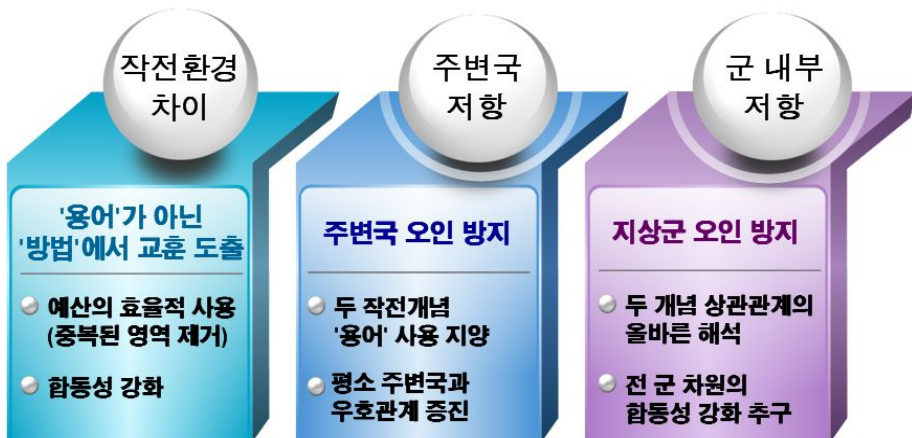 작전환경
차이
'용어'가 아닌
'방법'에서 교훈 도출
예산의 효율적 사용
(중복된 영역 제거)
합동성 강화
주변국
저항
주변국 오인 방지
두 작전개념
'용어' 사용 지양
평소 주변국과
우호관계 증진
군 내부
저항
지상군 오인 방지
두 개념 상관관계의
올바른 해석
전 군 차원의
합동성 강화 추구